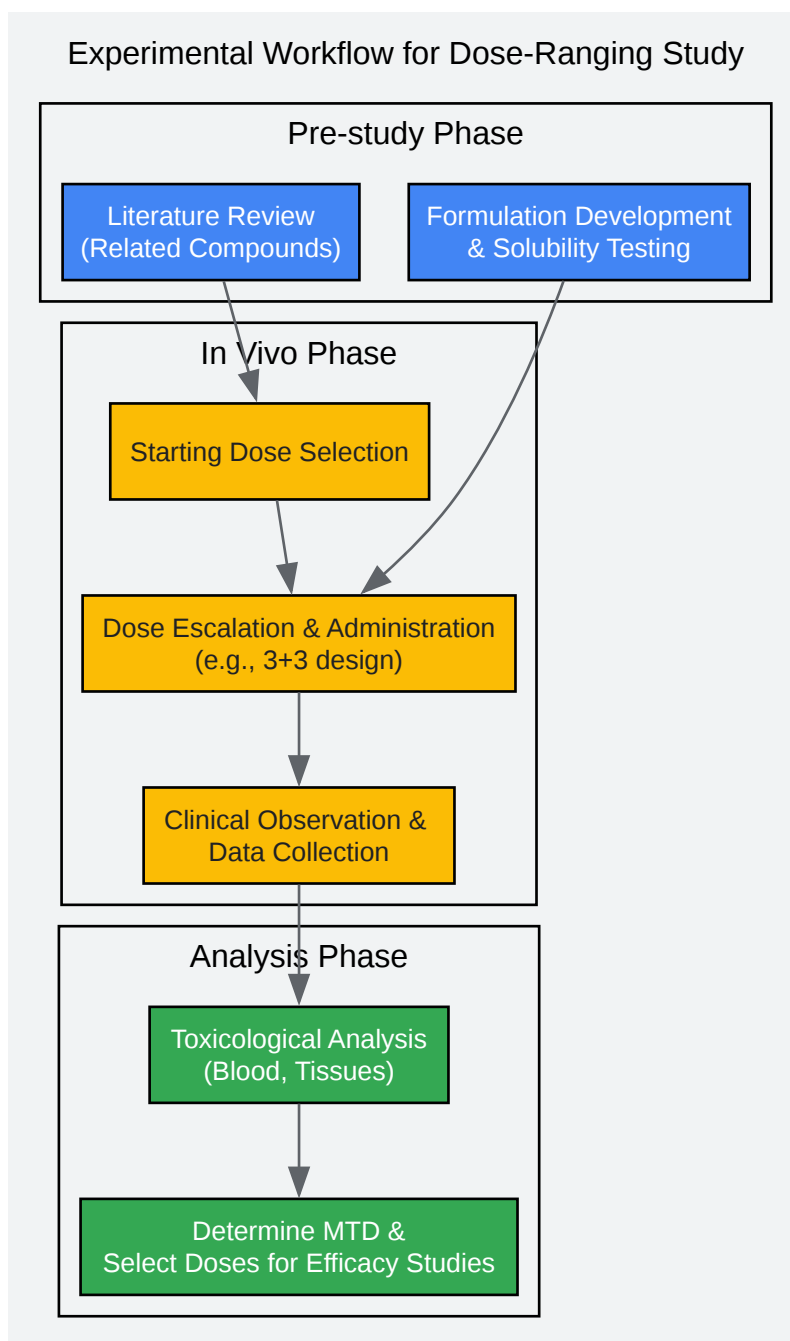 Experimental Workflow for Dose-Ranging Study
Pre-study Phase
Literature Review
(Related Compounds)
Formulation Development
& Solubility Testing
In Vivo Phase
Starting Dose Selection
Dose Escalation & Administration
(e.g., 3+3 design)
Clinical Observation &
Data Collection
Analysis Phase
Toxicological Analysis
(Blood, Tissues)
Determine MTD &
Select Doses for Efficacy Studies